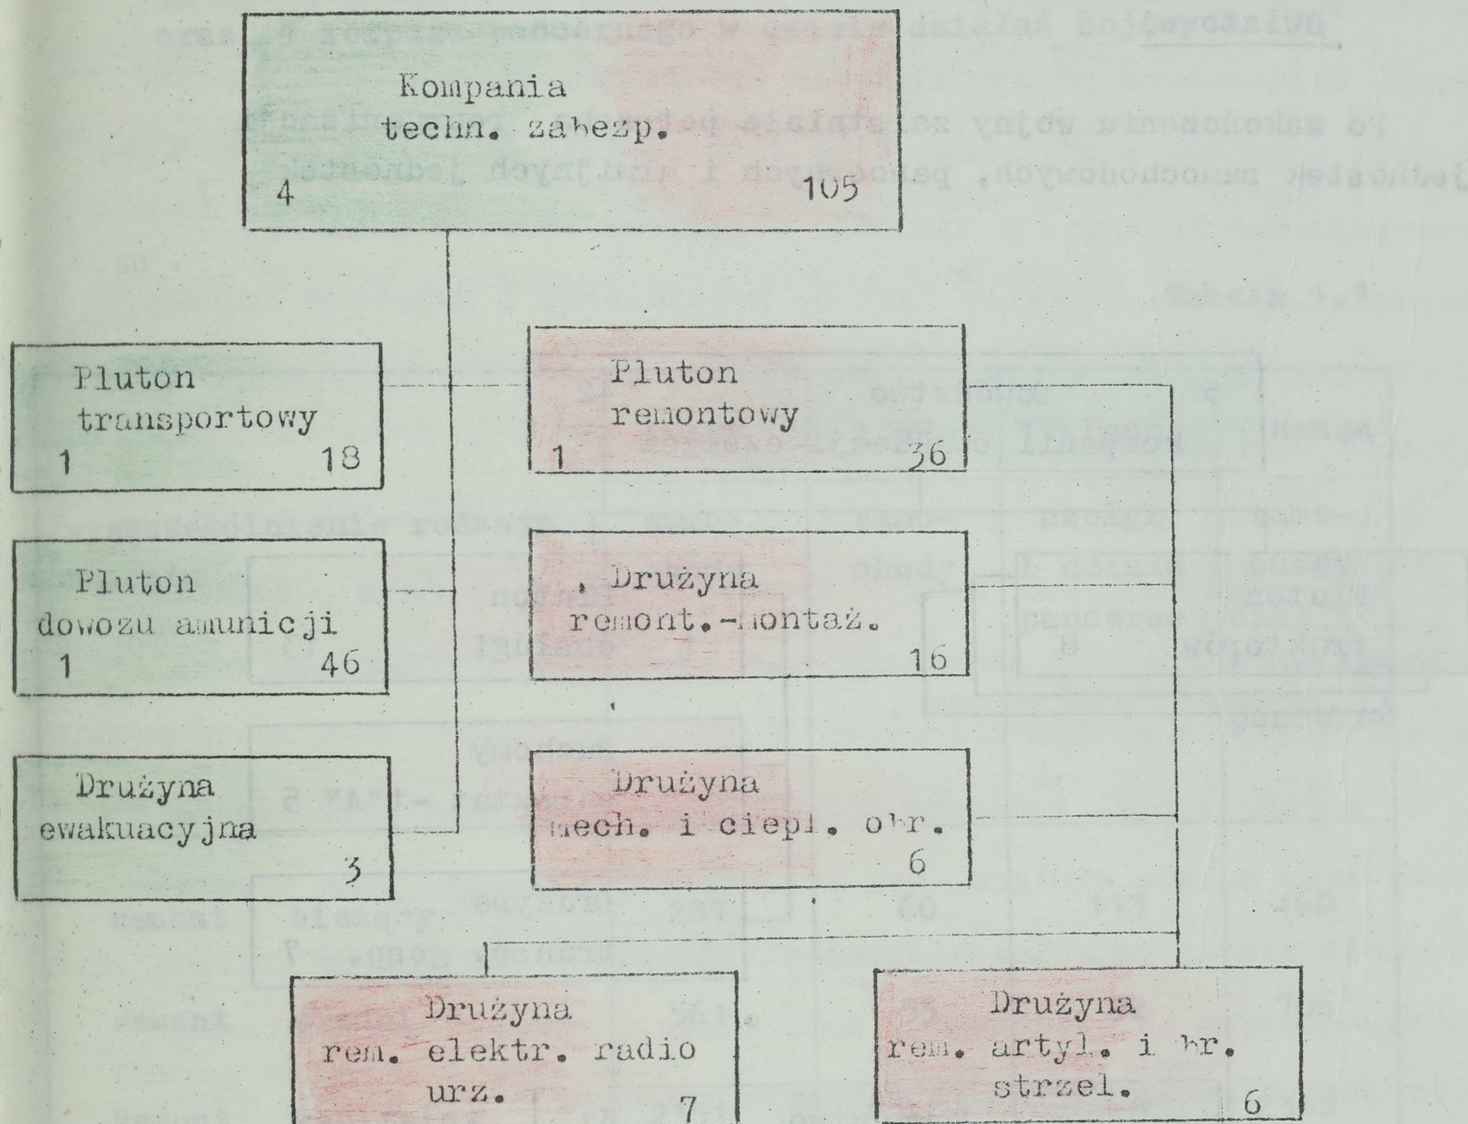 Kompania
techn. zabezp.
4 105
Pluton
transportowy
1 18
Pluton
remontowy
1 36
Pluton
dowozu amunicji
1 46
Drużyna
remont.-montaż.
16
Drużyna
ewakuacyjna
3
Drużyna
mech. i ciepl. obr.
6
Drużyna
rem. elektr. radio
urz.
7
Drużyna
rem. artyl. i br.
strzel.
6